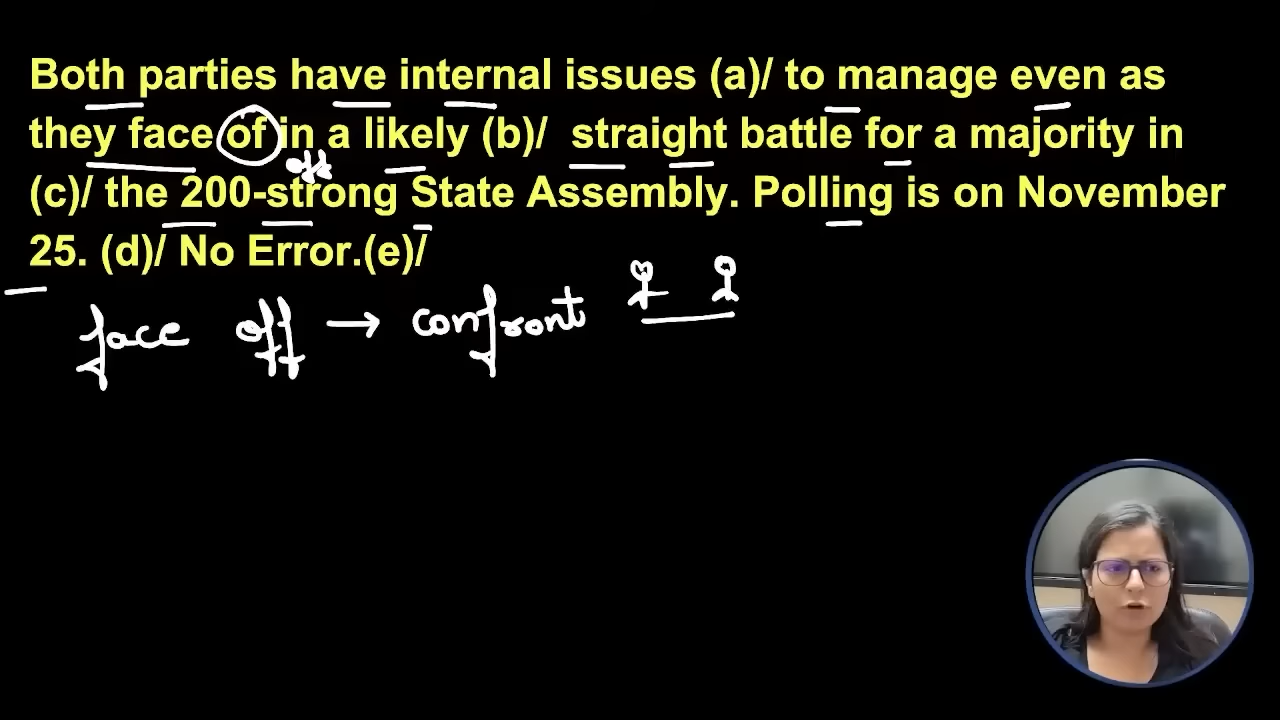 Both parties have internal issues (a)/ to manage even as
they face of in a likely (b)/ straight battle for a majority in
off
(c)/ the 200-strong State Assembly. Polling is on November
25. (d)/ No Error.(e)/
face off → confront